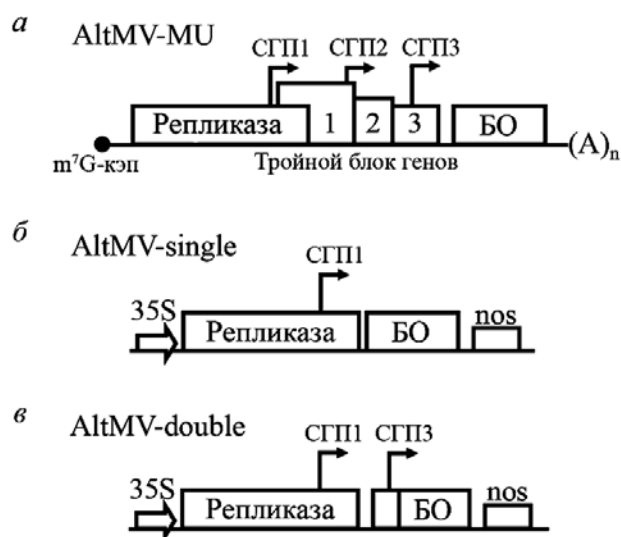 а
AltMV-MU
СГП1 СГП2 СГП3
Репликаза 1 2 3 БО
m⁷G-кэп Тройной блок генов (A)ₙ
б
AltMV-single
СГП1
35S
Репликаза БО nos
в
AltMV-double
СГП1 СГП3
35S
Репликаза БО nos